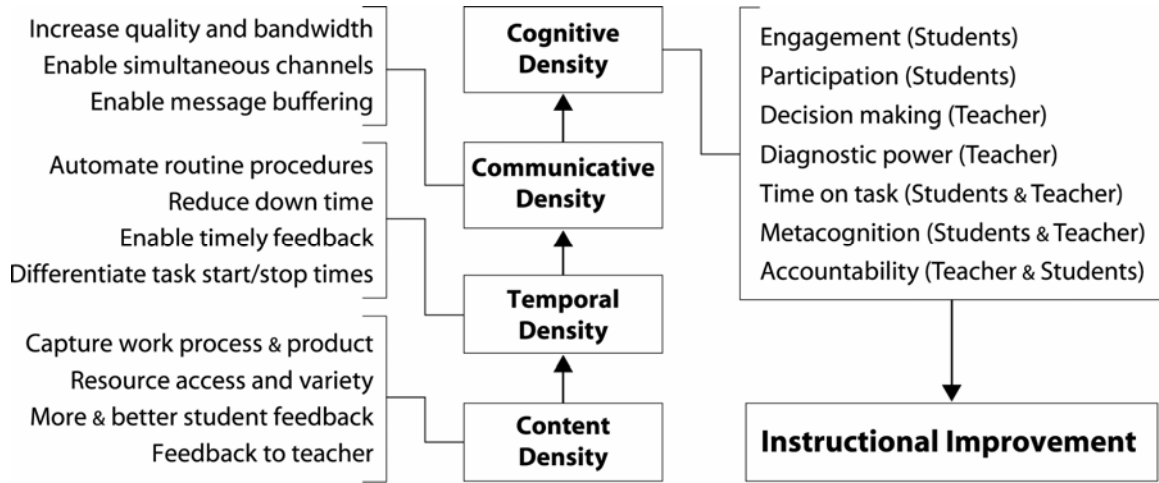 Increase quality and bandwidth
Enable simultaneous channels
Enable message buffering
Automate routine procedures
Reduce down time
Enable timely feedback
Differentiate task start/stop times
Capture work process & product
Resource access and variety
More & better student feedback
Feedback to teacher
Cognitive
Density
Communicative
Density
Temporal
Density
Content
Density
Engagement (Students)
Participation (Students)
Decision making (Teacher)
Diagnostic power (Teacher)
Time on task (Students & Teacher)
Metacognition (Students & Teacher)
Accountability (Teacher & Students)
Instructional Improvement